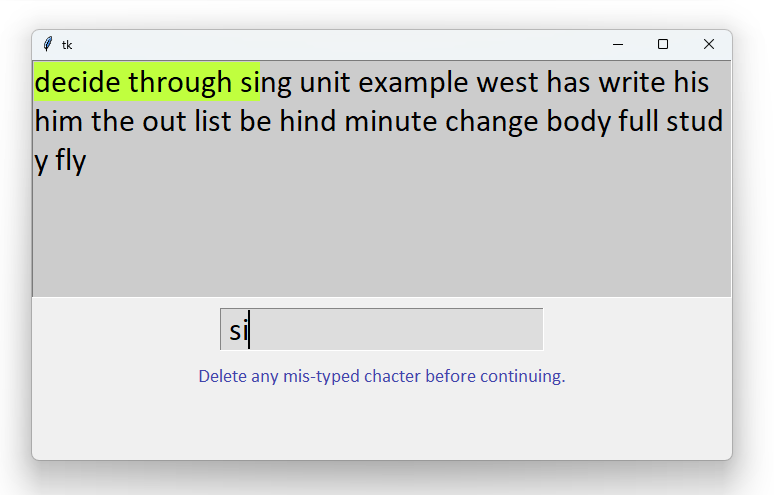 tk
decide through sing unit example west has write his
him the out list be hind minute change body full stud
y fly
si
Delete any mis-typed chacter before continuing.